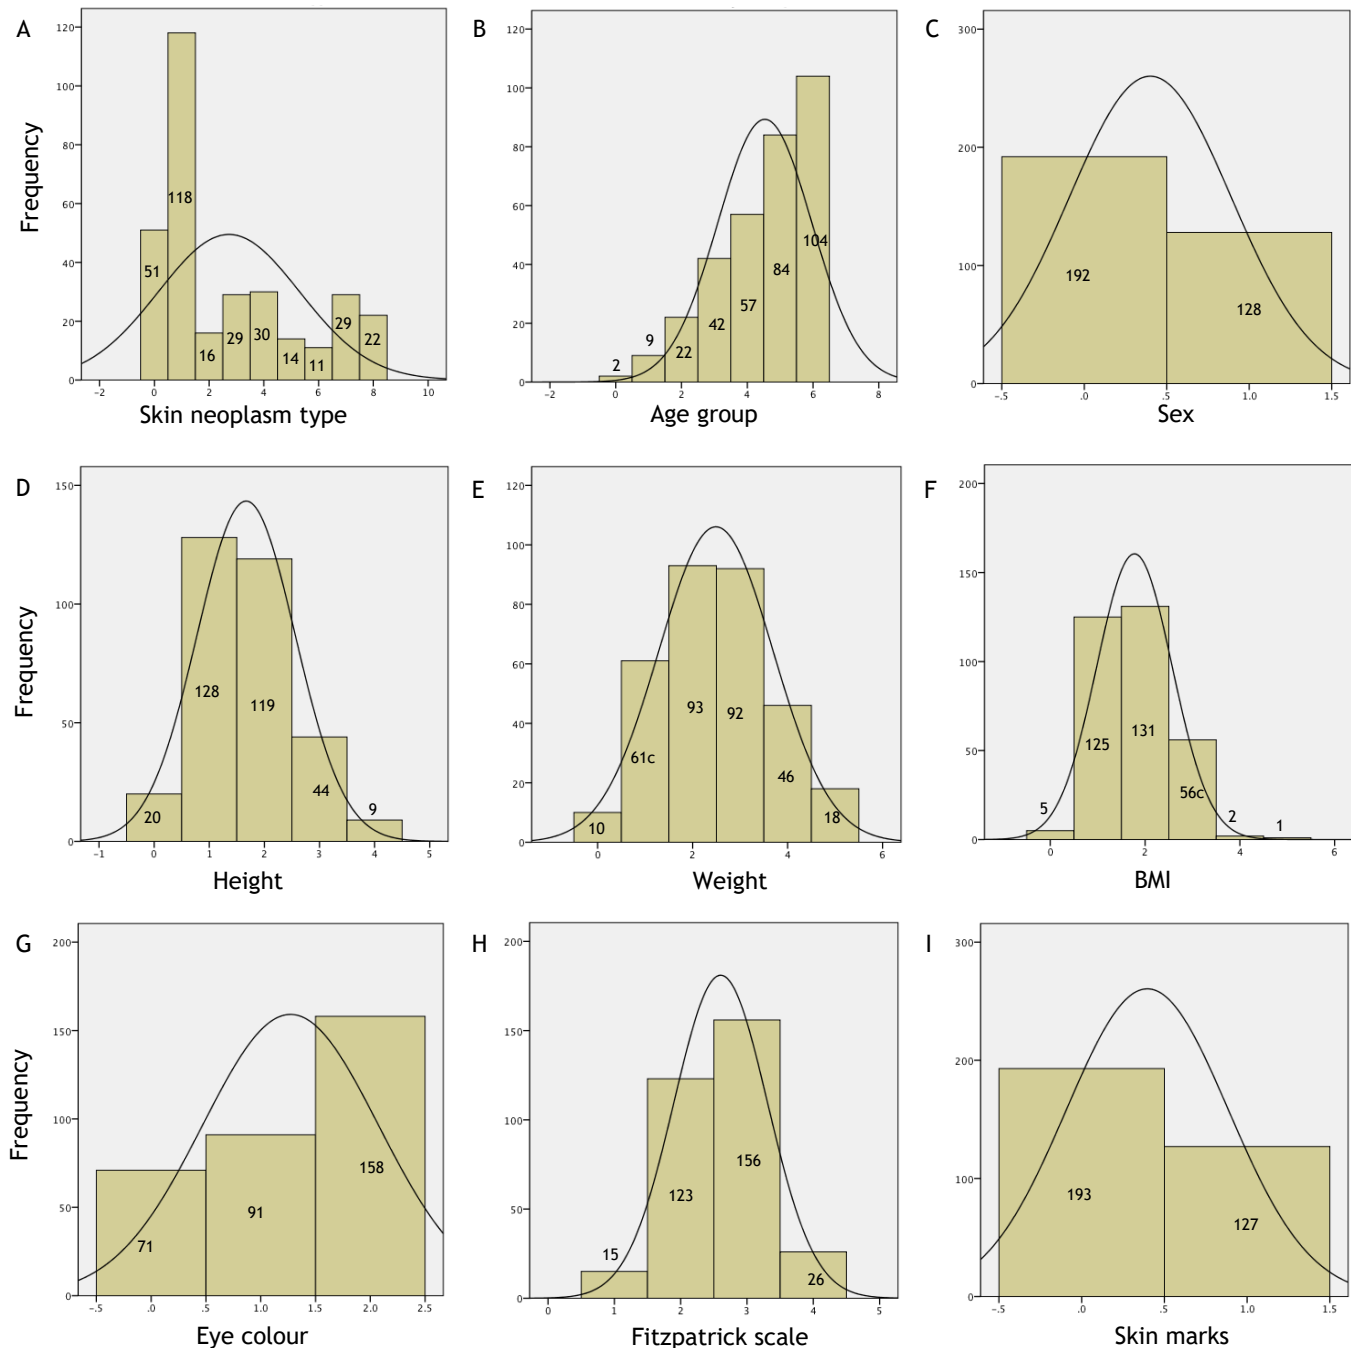 A
Frequency
120
100
80
60
40
20
0
51
118
16
29
30
14
11
29
22
-2 0 2 4 6 8 10
Skin neoplasm type
B
120
100
80
60
40
20
0
2
9
22
42
57
84
104
-2 0 2 4 6 8
Age group
C
300
200
100
0
192
128
-.5 .0 .5 1.0 1.5
Sex
D
Frequency
150
100
50
0
20
128
119
44
9
-1 0 1 2 3 4 5
Height
E
120
100
80
60
40
20
0
10
61c
93
92
46
18
0 2 4 6
Weight
F
200
150
100
50
0
5
125
131
56c
2
1
0 2 4 6
BMI
G
Frequency
200
150
100
50
0
71
91
158
-.5 .0 .5 1.0 1.5 2.0 2.5
Eye colour
H
200
150
100
50
0
15
123
156
26
0 1 2 3 4 5
Fitzpatrick scale
I
300
200
100
0
193
127
-.5 .0 .5 1.0 1.5
Skin marks